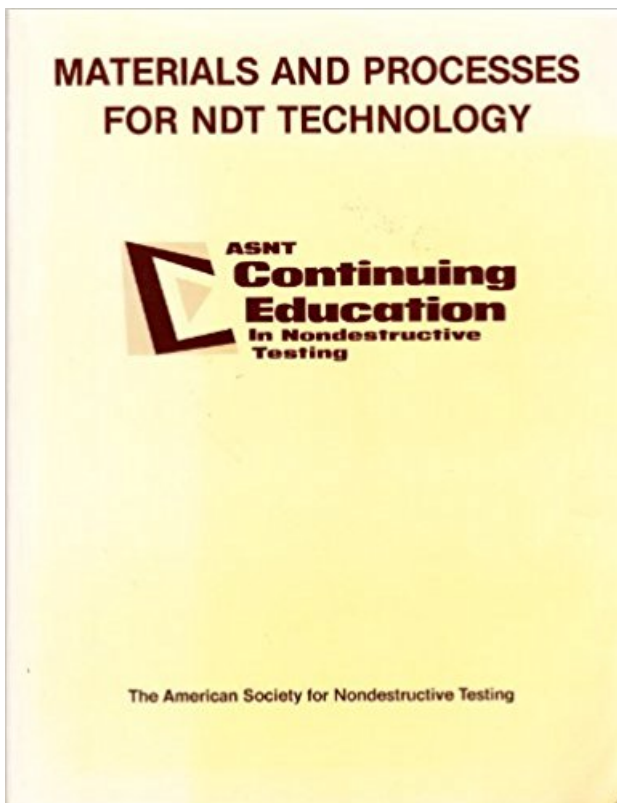 MATERIALS AND PROCESSES
FOR NDT TECHNOLOGY
ASNT
Continuing
Education
In Nondestructive
Testing
The American Society for Nondestructive Testing